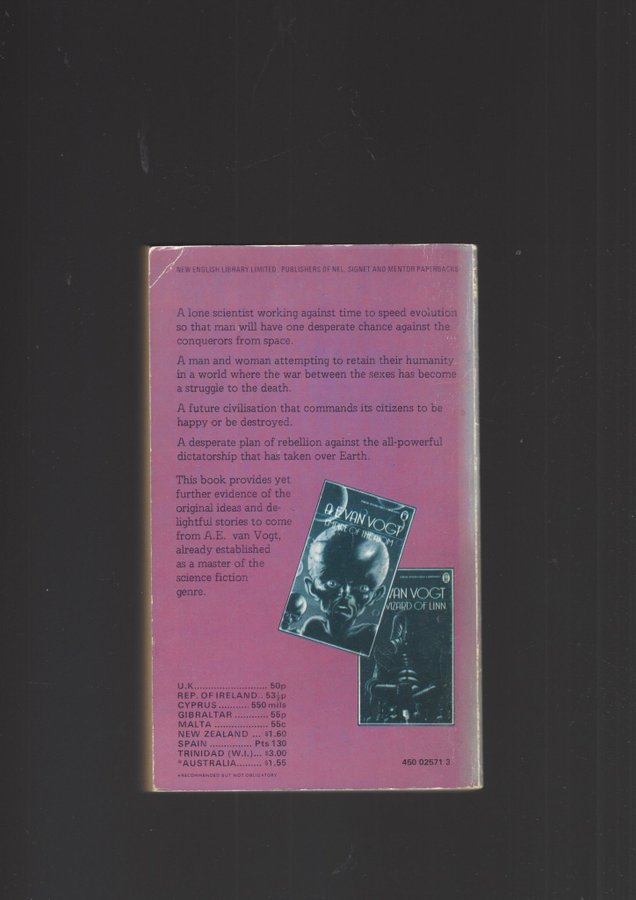 NEW ENGLISH LIBRARY LIMITED. PUBLISHERS OF NEL, SIGNET AND MENTOR PAPERBACKS
A lone scientist working against time to speed evolution
so that man will have one desperate chance against the
conquerors from space.
A man and woman attempting to retain their humanity
in a world where the war between the sexes has become
a struggle to the death.
A future civilisation that commands its citizens to be
happy or be destroyed.
A desperate plan of rebellion against the all-powerful
dictatorship that has taken over Earth.
This book provides yet
further evidence of the
original ideas and de-
lightful stories to come
from A.E. van Vogt,
already established
as a master of the
science fiction
genre.
A.E. VAN VOGT
EMPIRE OF THE ATOM
VAN VOGT
WIZARD OF LINN
U.K.......................... 50p
REP. OF IRELAND.. 53½p
CYPRUS.......... 550 mils
GIBRALTAR ............ 55p
MALTA ................... 55c
NEW ZEALAND ... $1.60
SPAIN ............... Pts 130
TRINIDAD (W.I.)... $3.00
*AUSTRALIA......... $1.55
*RECOMMENDED BUT NOT OBLIGATORY
450 02571 3